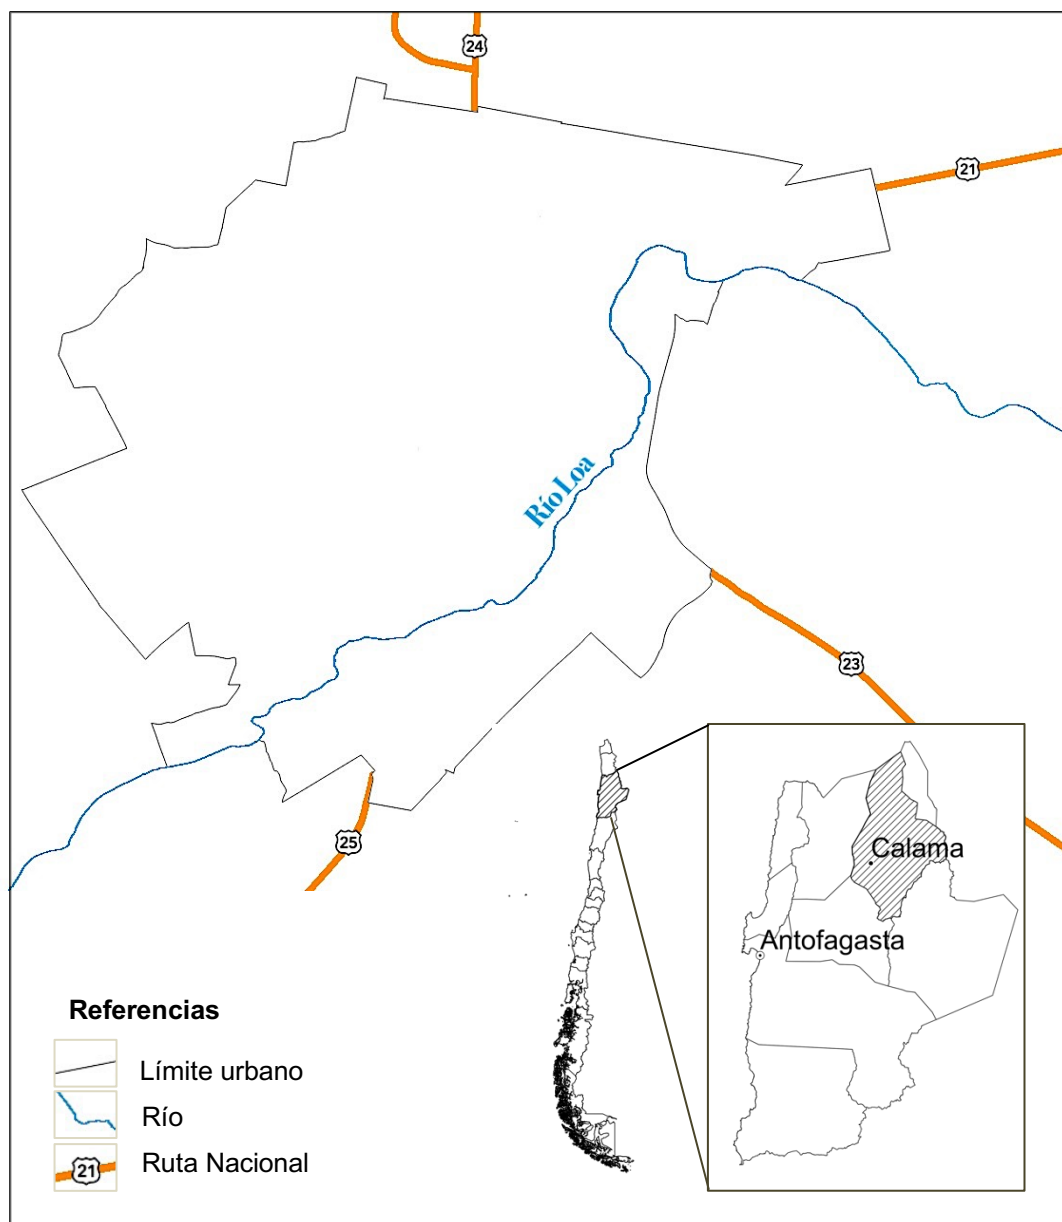 24
21
Río Loa
23
25
Calama
Antofagasta
Referencias
Límite urbano
Río
21
Ruta Nacional